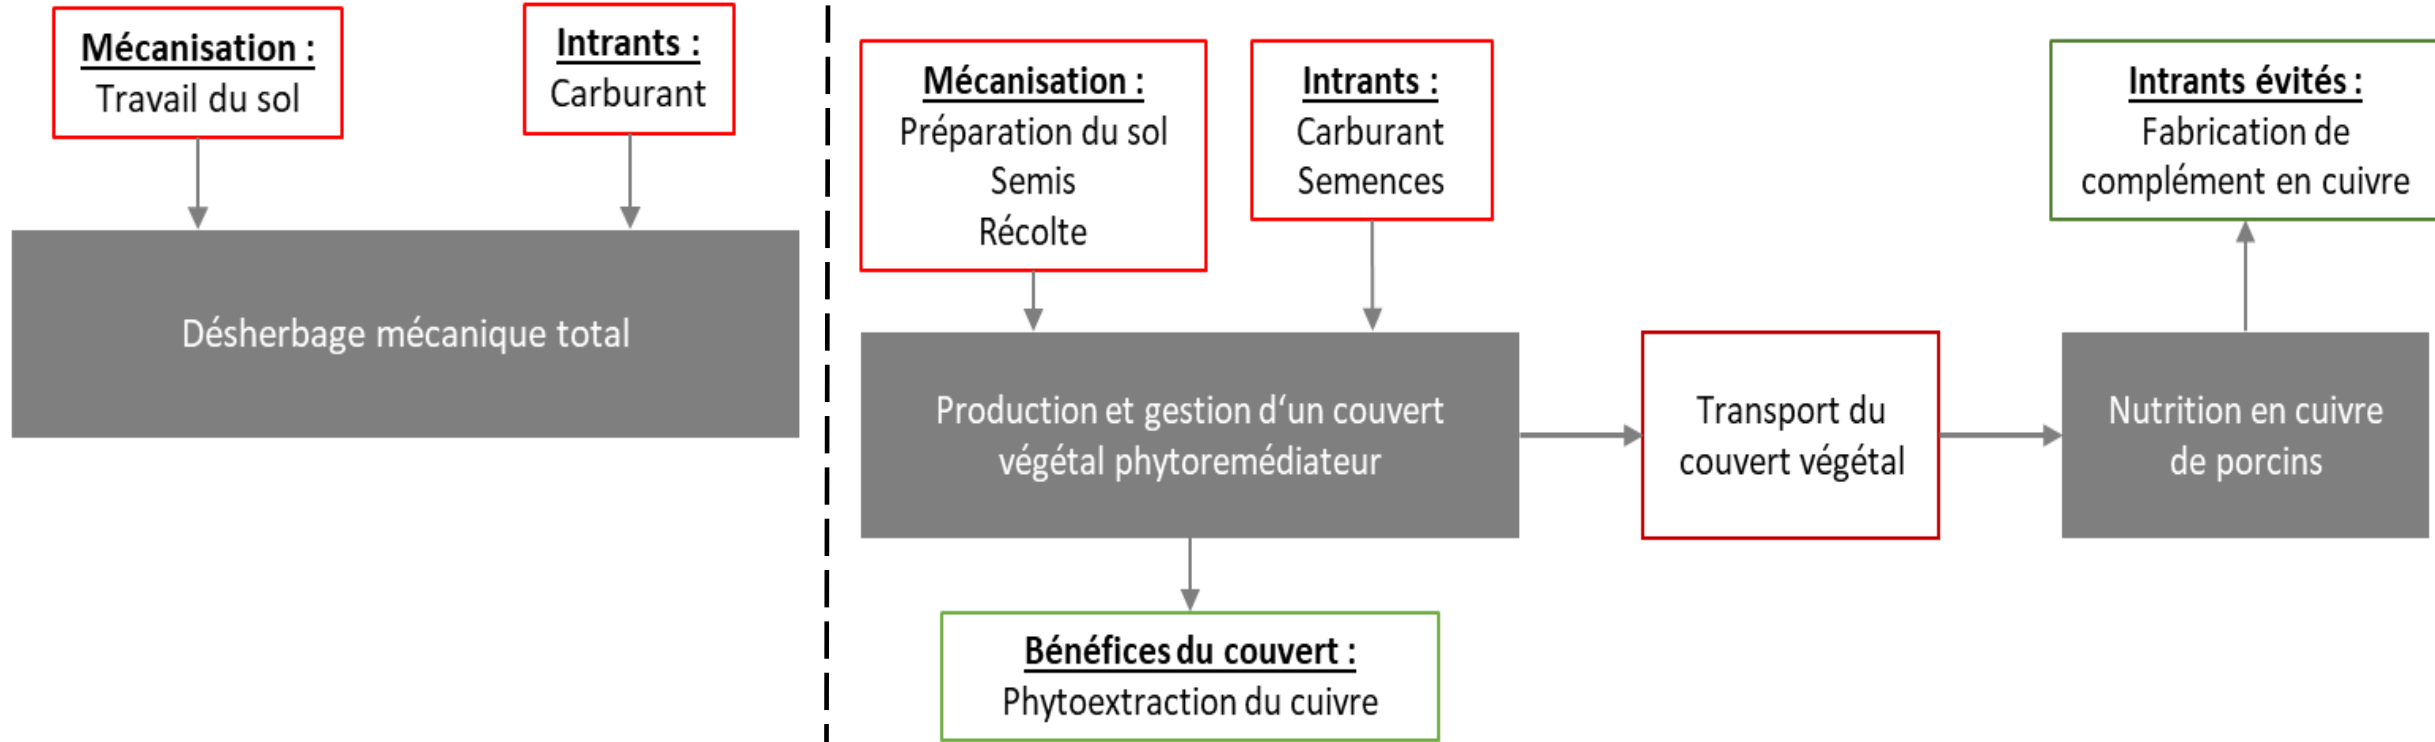 Mécanisation :
Travail du sol
Intrants :
Carburant
Désherbage mécanique total
Mécanisation :
Préparation du sol
Semis
Récolte
Intrants :
Carburant
Semences
Production et gestion d‘un couvert
végétal phytoremédiateur
Bénéfices du couvert :
Phytoextraction du cuivre
Transport du
couvert végétal
Intrants évités :
Fabrication de
complément en cuivre
Nutrition en cuivre
de porcins